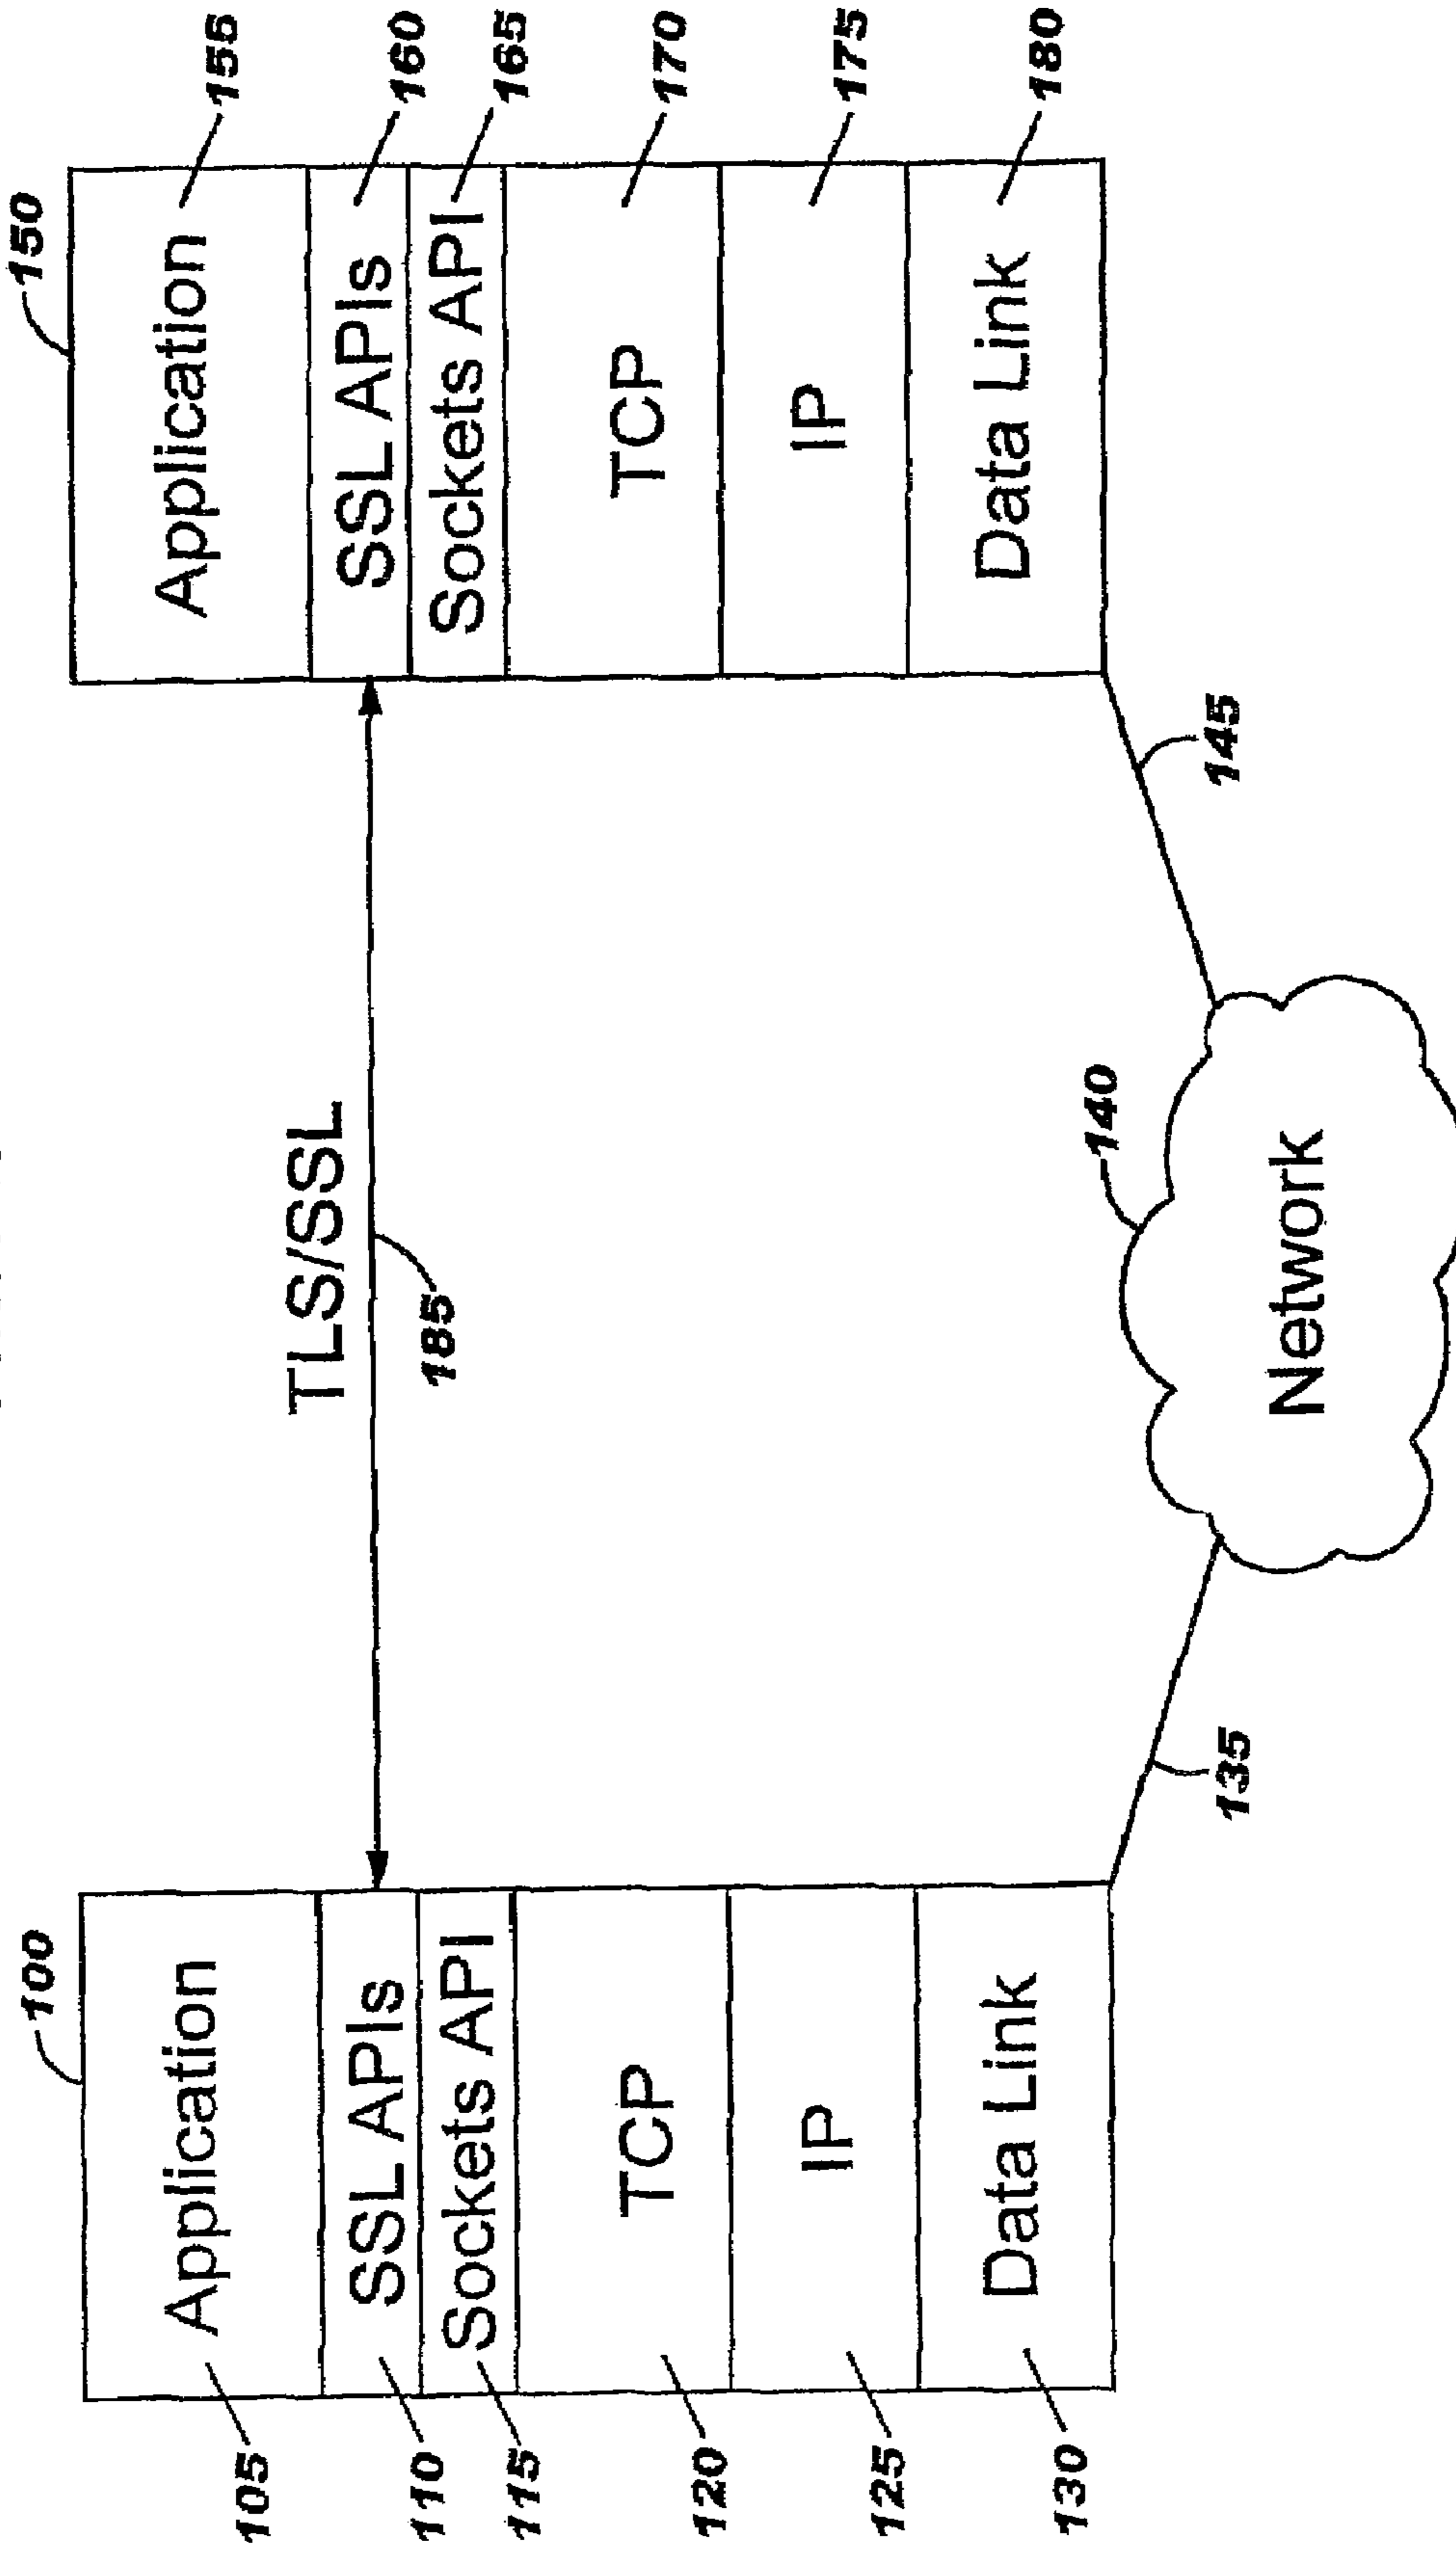 100
Application
105
SSL APIs
110
Sockets API
115
TCP
120
IP
125
Data Link
130
TLS/SSL
185
135
140
Network
145
150
Application
155
SSL APIs
160
Sockets API
165
TCP
170
IP
175
Data Link
180